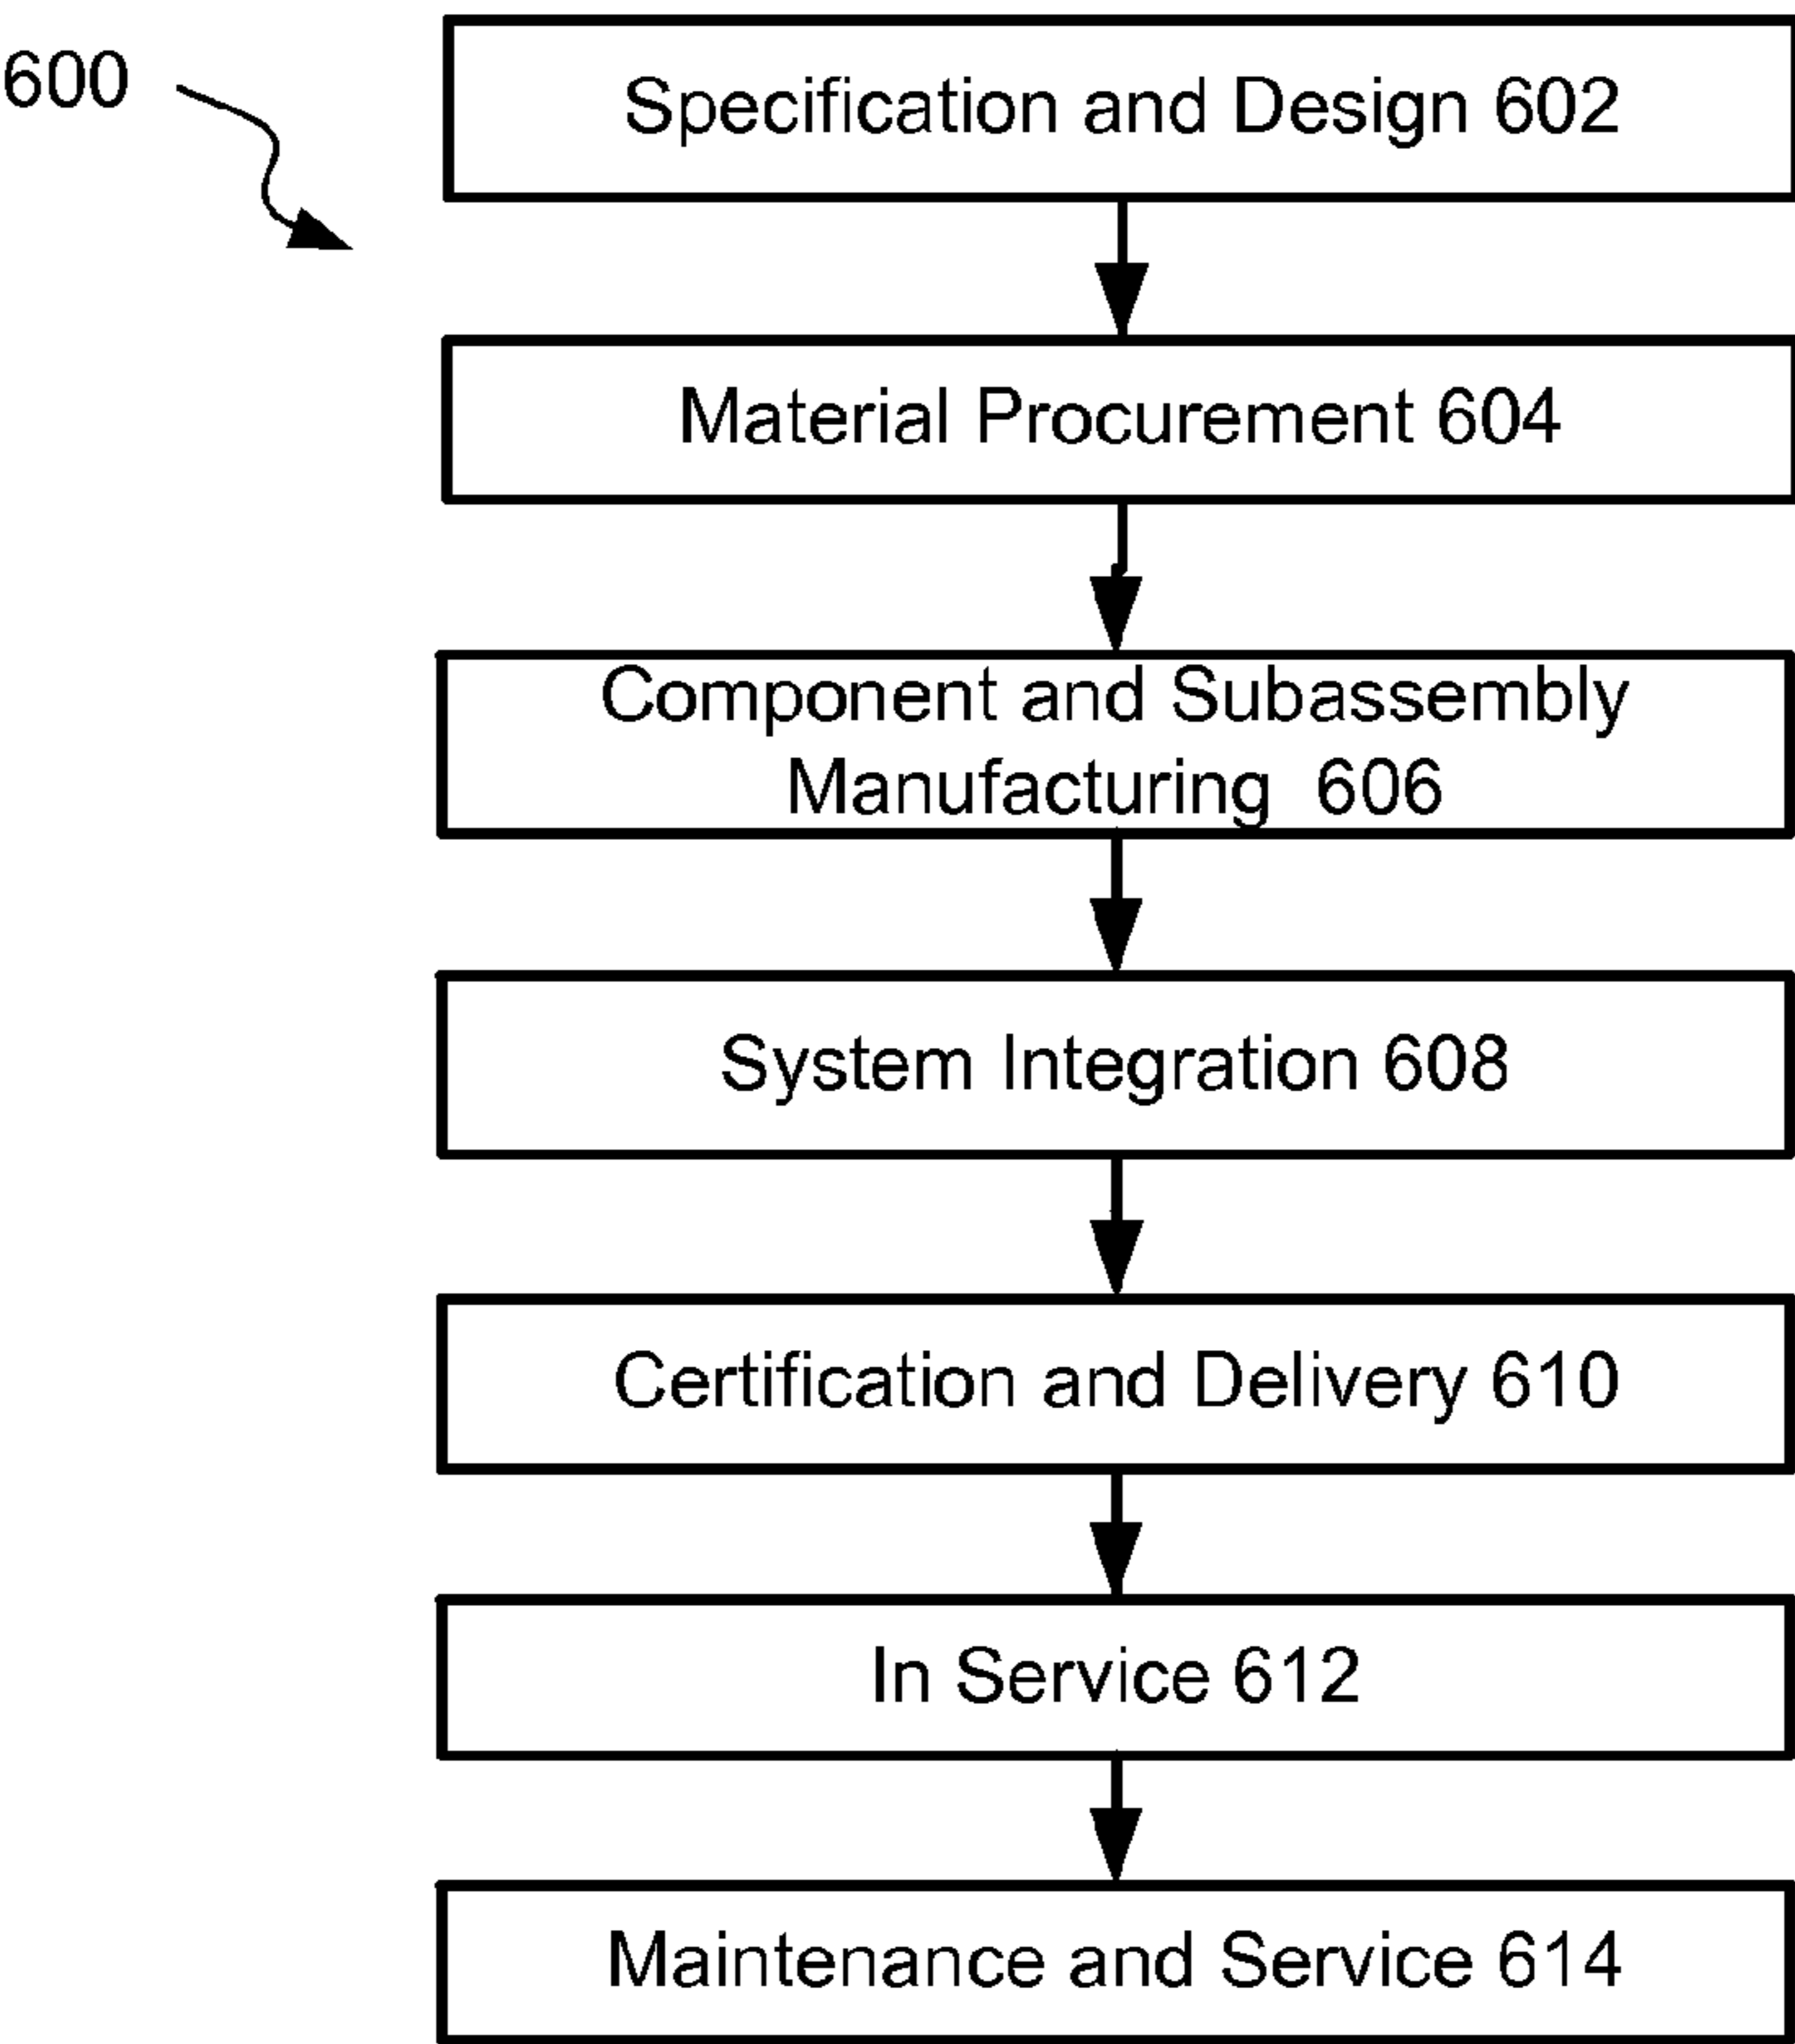 600
Specification and Design 602
Material Procurement 604
Component and Subassembly
Manufacturing 606
System Integration 608
Certification and Delivery 610
In Service 612
Maintenance and Service 614